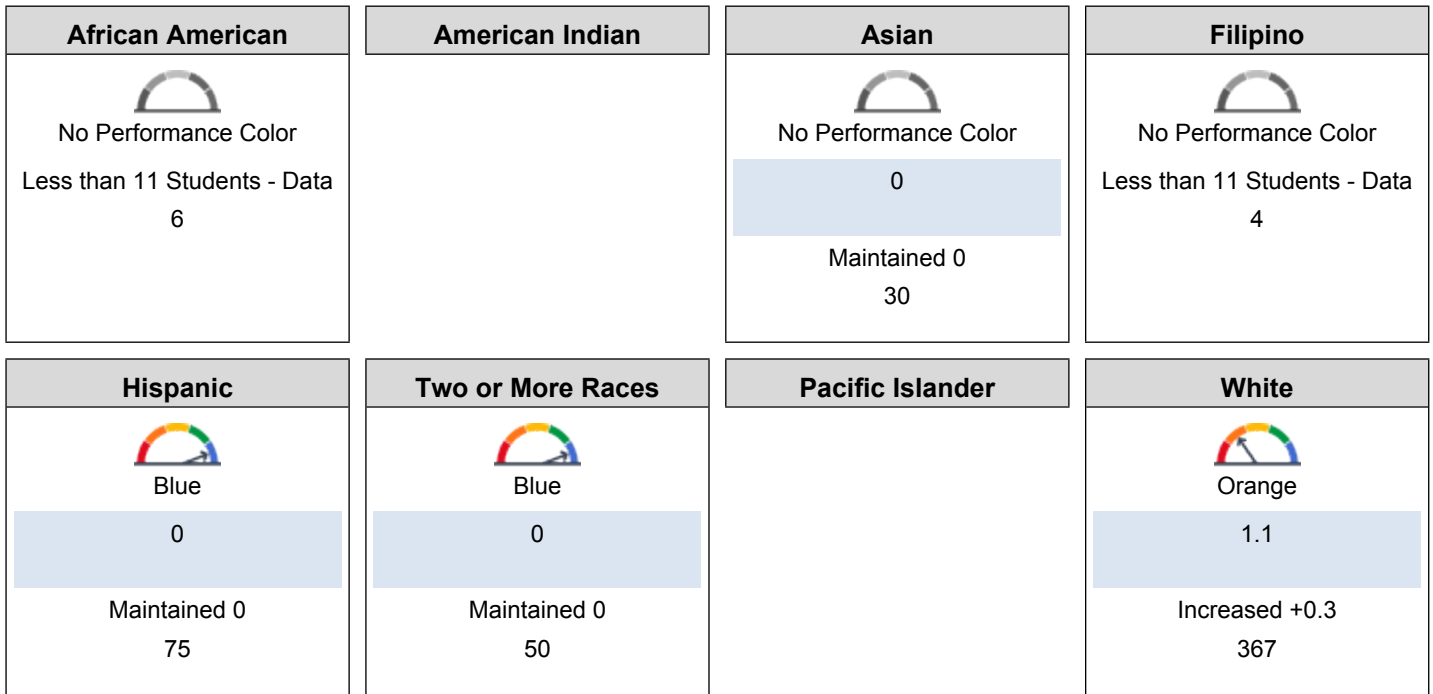 African American
No Performance Color
Less than 11 Students - Data
6
American Indian
Asian
No Performance Color
0
Maintained 0
30
Filipino
No Performance Color
Less than 11 Students - Data
4
Hispanic
Blue
0
Maintained 0
75
Two or More Races
Blue
0
Maintained 0
50
Pacific Islander
White
Orange
1.1
Increased +0.3
367